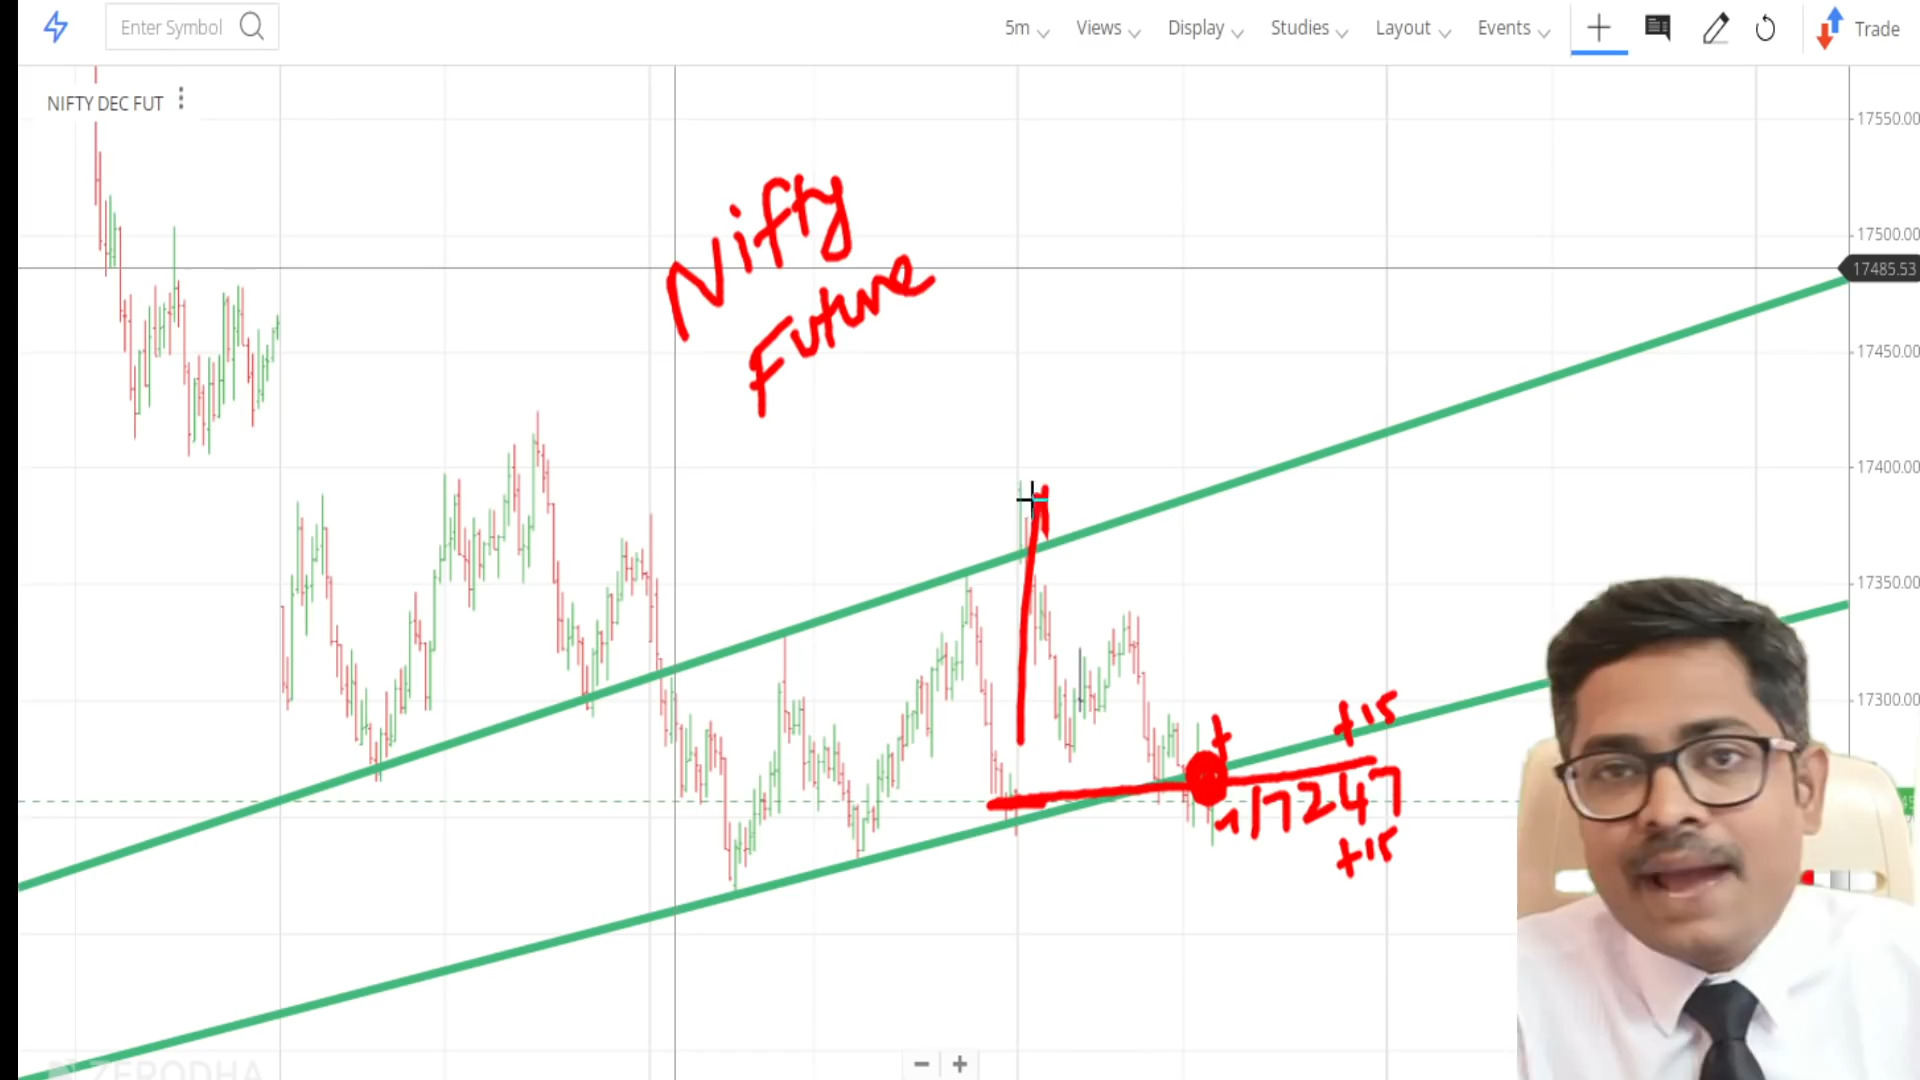 Enter Symbol
5m Views Display Studies Layout Events Trade
NIFTY DEC FUT
17550.00
17500.00
17485.53
17450.00
17400.00
17350.00
17300.00
Nifty
Future
+15
17247
+15
ZERODHA